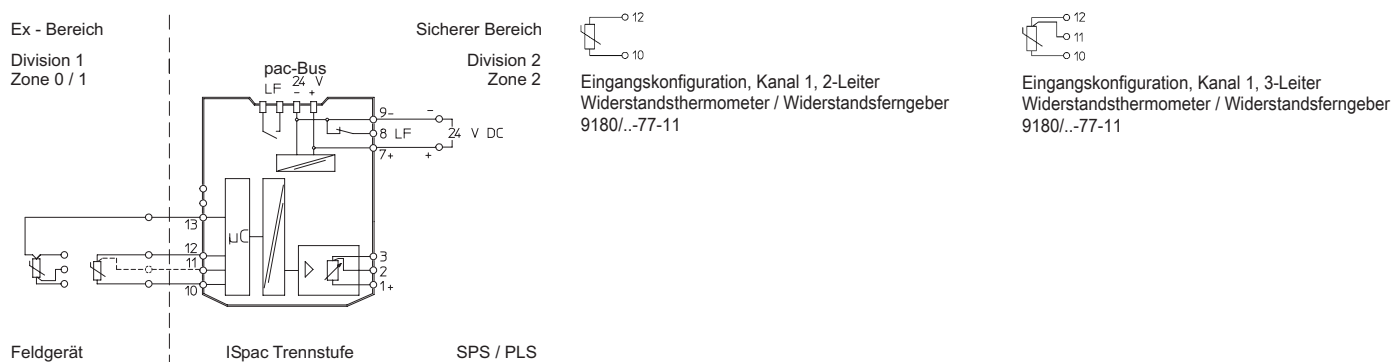 Ex - Bereich
Sicherer Bereich
Division 1
Zone 0 / 1
Division 2
Zone 2
pac-Bus
24 V
LF - +
9-
-
8 LF
24 V DC
7+
+
13
µC
12
11
10
3
2
1+
Feldgerät
ISpac Trennstufe
SPS / PLS
12
10
Eingangskonfiguration, Kanal 1, 2-Leiter
Widerstandsthermometer / Widerstandsferngeber
9180/..-77-11
12
11
10
Eingangskonfiguration, Kanal 1, 3-Leiter
Widerstandsthermometer / Widerstandsferngeber
9180/..-77-11